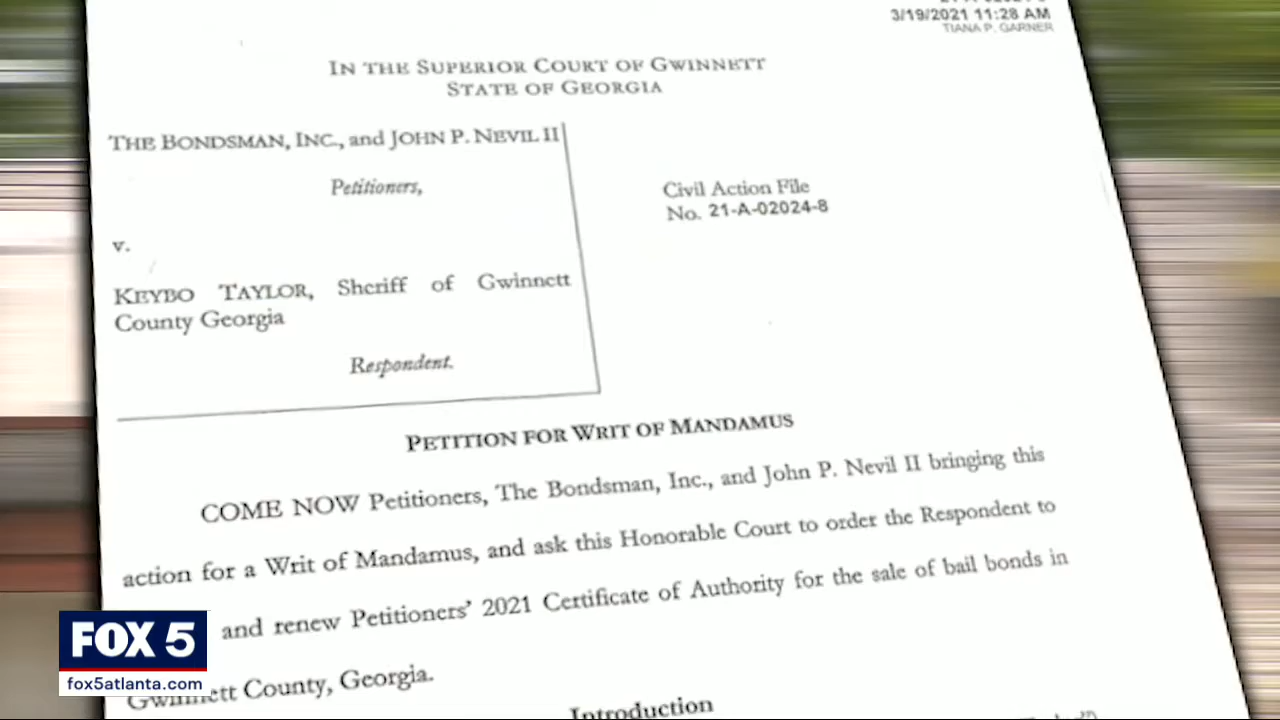 3/19/2021 11:28 AM
TIANA P. GARNER
IN THE SUPERIOR COURT OF GWINNETT
STATE OF GEORGIA
THE BONDSMAN, INC., and JOHN P. NEVIL II
Petitioners,
v.
KEYBO TAYLOR, Sheriff of Gwinnett
County Georgia
Respondent.
Civil Action File
No. 21-A-02024-8
PETITION FOR WRIT OF MANDAMUS
COME NOW Petitioners, The Bondsman, Inc., and John P. Nevil II bringing this
action for a Writ of Mandamus, and ask this Honorable Court to order the Respondent to
and renew Petitioners' 2021 Certificate of Authority for the sale of bail bonds in
Gwinnett County, Georgia.
Introduction
FOX 5
fox5atlanta.com